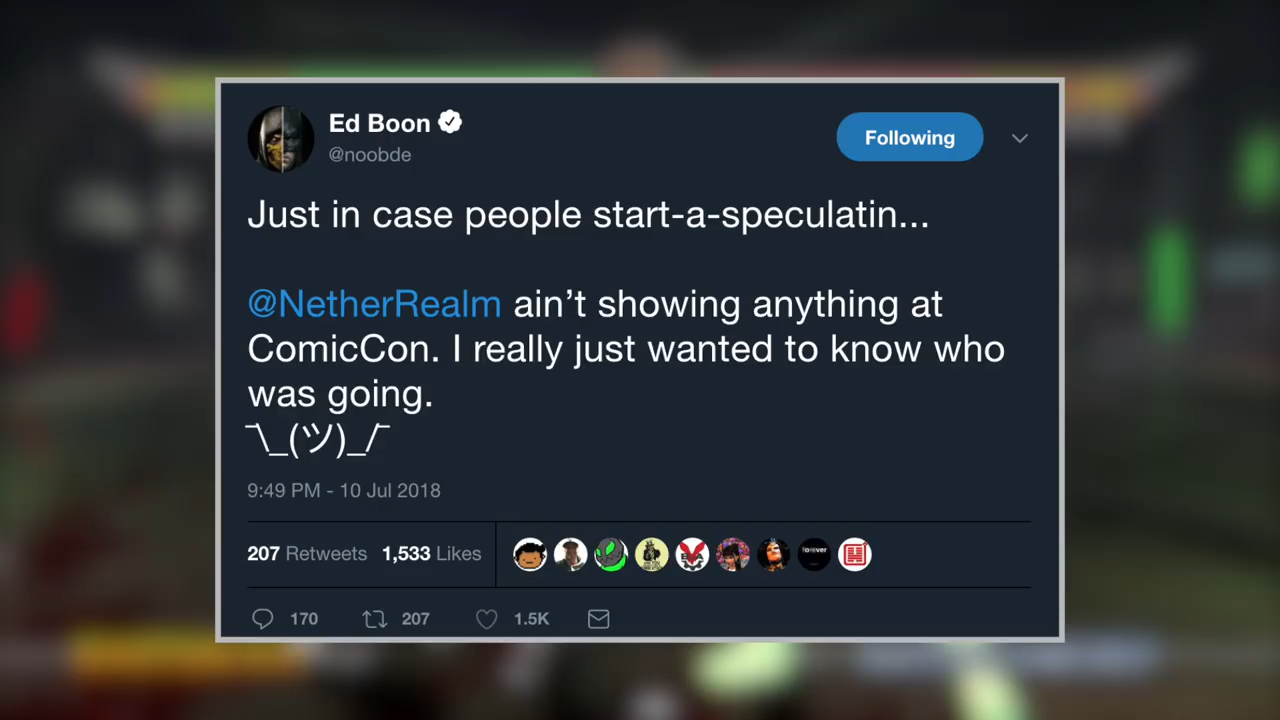 Ed Boon
@noobde
Following
Just in case people start-a-speculatin...
@NetherRealm ain’t showing anything at
ComicCon. I really just wanted to know who
was going.
¯\_(ツ)_/¯
9:49 PM - 10 Jul 2018
207 Retweets 1,533 Likes
forever
170 207 1.5K